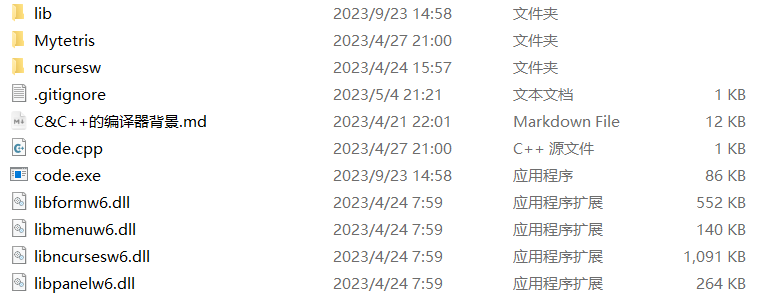 lib 2023/9/23 14:58 文件夹
Mytetris 2023/4/27 21:00 文件夹
ncursesw 2023/4/24 15:57 文件夹
.gitignore 2023/5/4 21:21 文本文档 1 KB
C&C++的编译器背景.md 2023/4/21 22:01 Markdown File 12 KB
code.cpp 2023/4/27 21:00 C++ 源文件 1 KB
code.exe 2023/9/23 14:58 应用程序 86 KB
libformw6.dll 2023/4/24 7:59 应用程序扩展 552 KB
libmenuw6.dll 2023/4/24 7:59 应用程序扩展 140 KB
libncursesw6.dll 2023/4/24 7:59 应用程序扩展 1,091 KB
libpanelw6.dll 2023/4/24 7:59 应用程序扩展 264 KB